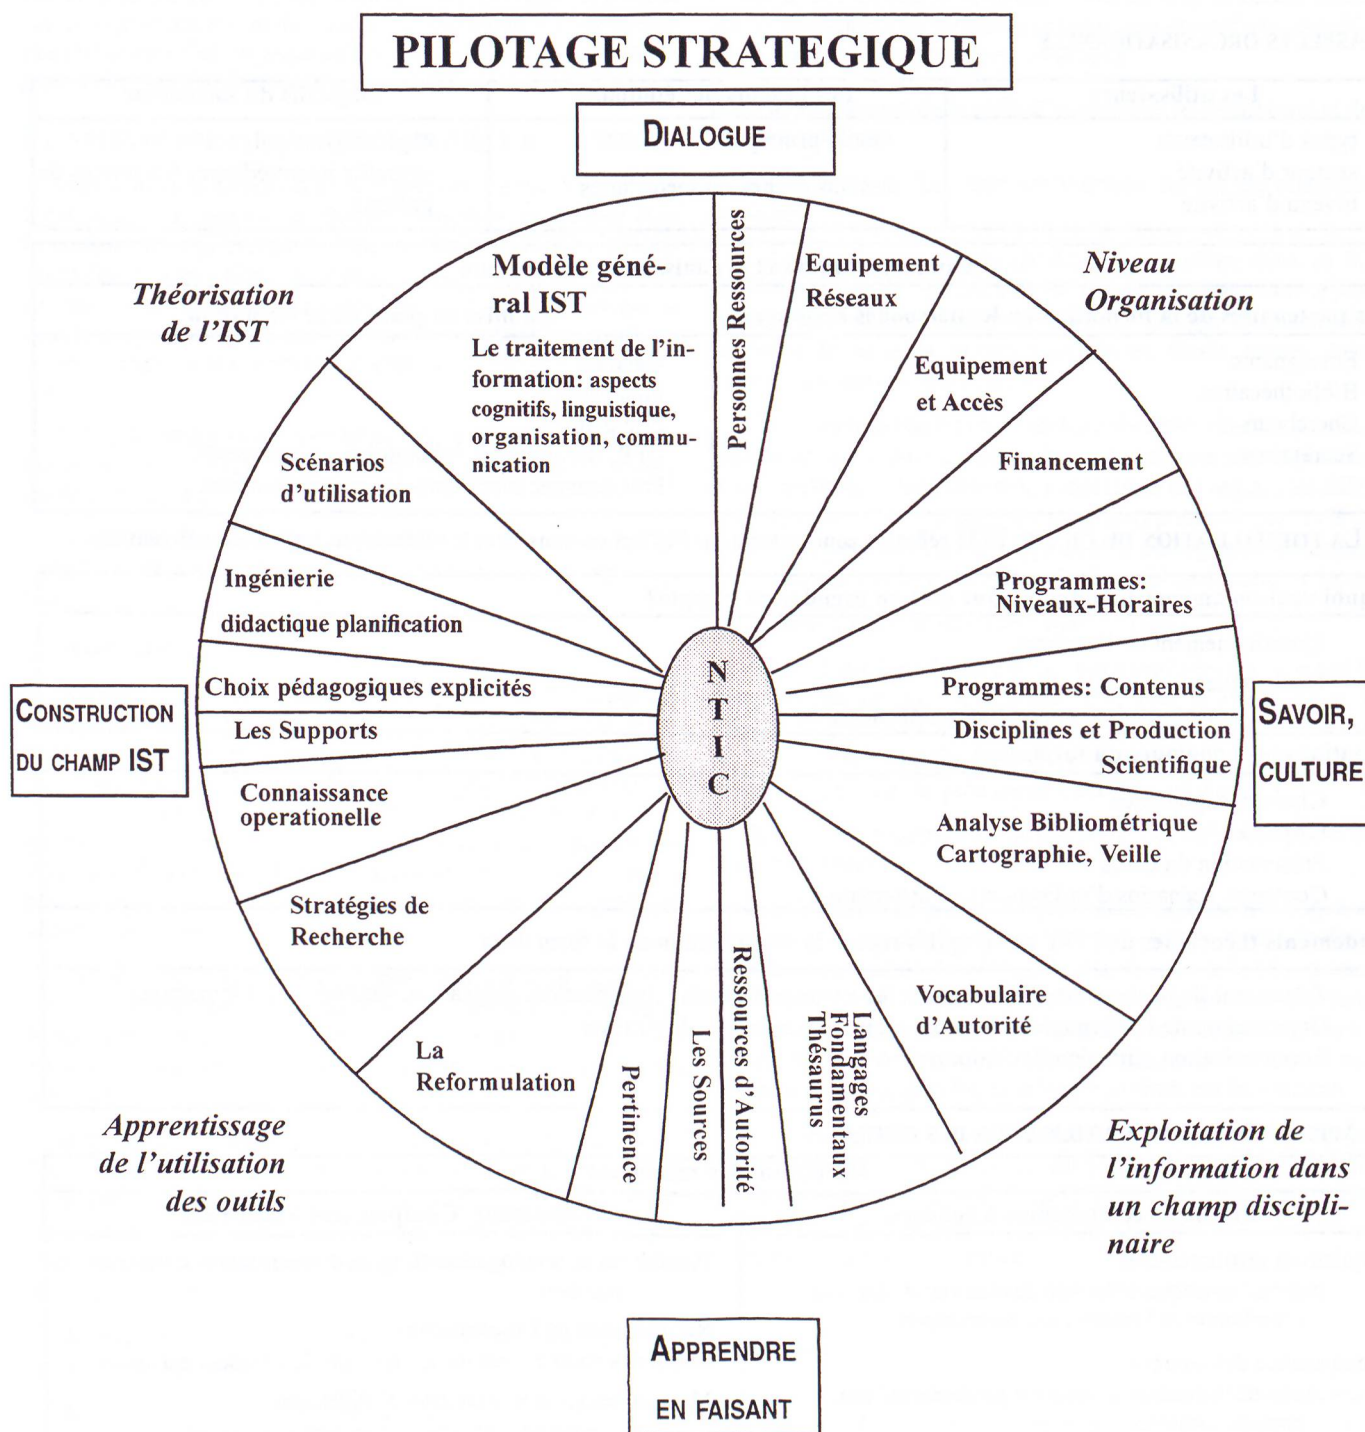 PILOTAGE STRATEGIQUE
DIALOGUE
Théorisation
de l'IST
Modèle géné-
ral IST
Le traitement de l'in-
formation: aspects
cognitifs, linguistique,
organisation, commu-
nication
Personnes Ressources
Equipement
Réseaux
Niveau
Organisation
Equipement
et Accès
Financement
Programmes:
Niveaux-Horaires
Programmes: Contenus
Disciplines et Production
Scientifique
SAVOIR,
CULTURE
Analyse Bibliométrique
Cartographie, Veille
Vocabulaire
d'Autorité
Langages
Fondamentaux
Thésaurus
Ressources d'Autorité
Les Sources
Pertinence
La
Reformulation
Stratégies de
Recherche
Connaissance
operationelle
Les Supports
Choix pédagogiques explicités
Ingénierie
didactique planification
Scénarios
d'utilisation
CONSTRUCTION
DU CHAMP IST
N
T
I
C
Apprentissage
de l'utilisation
des outils
Exploitation de
l'information dans
un champ discipli-
naire
APPRENDRE
EN FAISANT